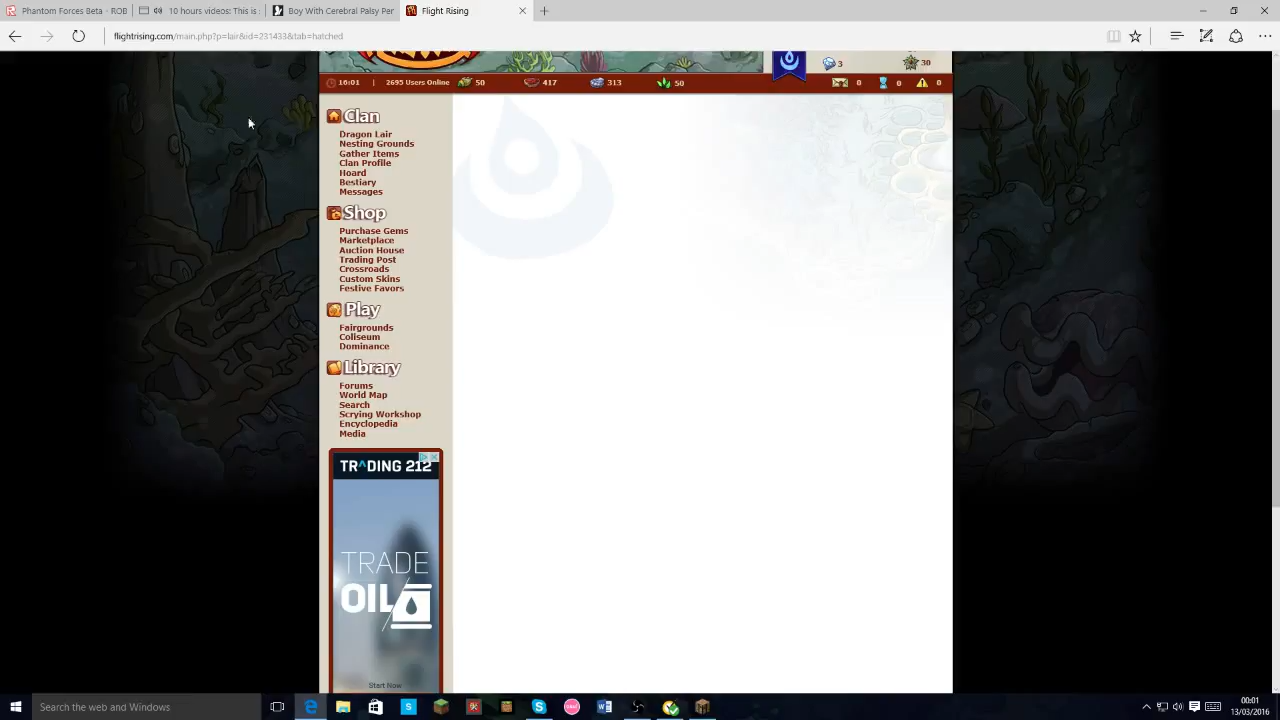 Phantom Forces Beta - ROB
10 hours videos: This is :
Boy With Cerebral Palsy
Flight Rising
flightrising.com/main.php?p=lair&id=231433&tab=hatched
3
30
16:01 | 2695 Users Online 50 417 313 50 0 0 0
Clan
Dragon Lair
Nesting Grounds
Gather Items
Clan Profile
Hoard
Bestiary
Messages
Shop
Purchase Gems
Marketplace
Auction House
Trading Post
Crossroads
Custom Skins
Festive Favors
Play
Fairgrounds
Coliseum
Dominance
Library
Forums
World Map
Search
Scrying Workshop
Encyclopedia
Media
TRADING 212
TRADE
OIL
Start Now
Search the web and Windows
00:01
13/03/2016